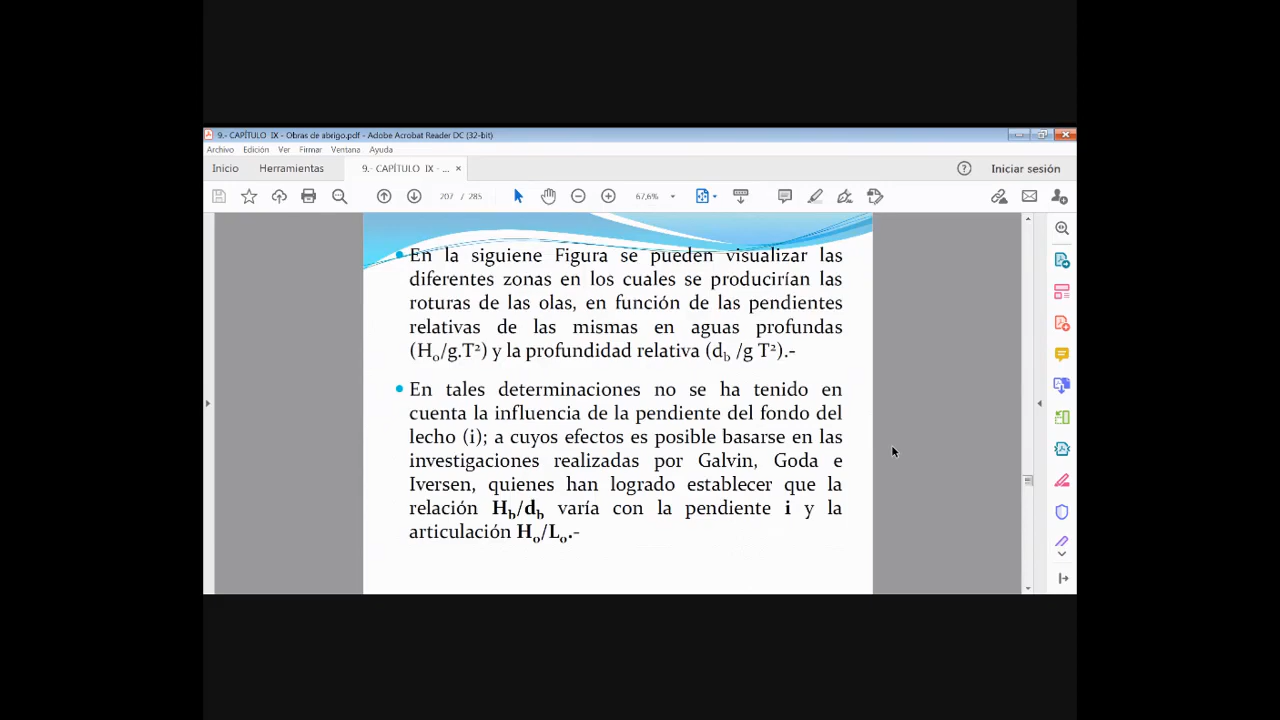 9.- CAPÍTULO IX - Obras de abrigo.pdf - Adobe Acrobat Reader DC (32-bit)
Archivo Edición Ver Firmar Ventana Ayuda
Inicio Herramientas 9.- CAPÍTULO IX - ... × Iniciar sesión
207 / 285 67,6%
• En la siguiene Figura se pueden visualizar las
diferentes zonas en los cuales se producirían las
roturas de las olas, en función de las pendientes
relativas de las mismas en aguas profundas
(Ho/g.T²) y la profundidad relativa (db /g T²).-
• En tales determinaciones no se ha tenido en
cuenta la influencia de la pendiente del fondo del
lecho (i); a cuyos efectos es posible basarse en las
investigaciones realizadas por Galvin, Goda e
Iversen, quienes han logrado establecer que la
relación Hb/db varía con la pendiente i y la
articulación Ho/Lo.-